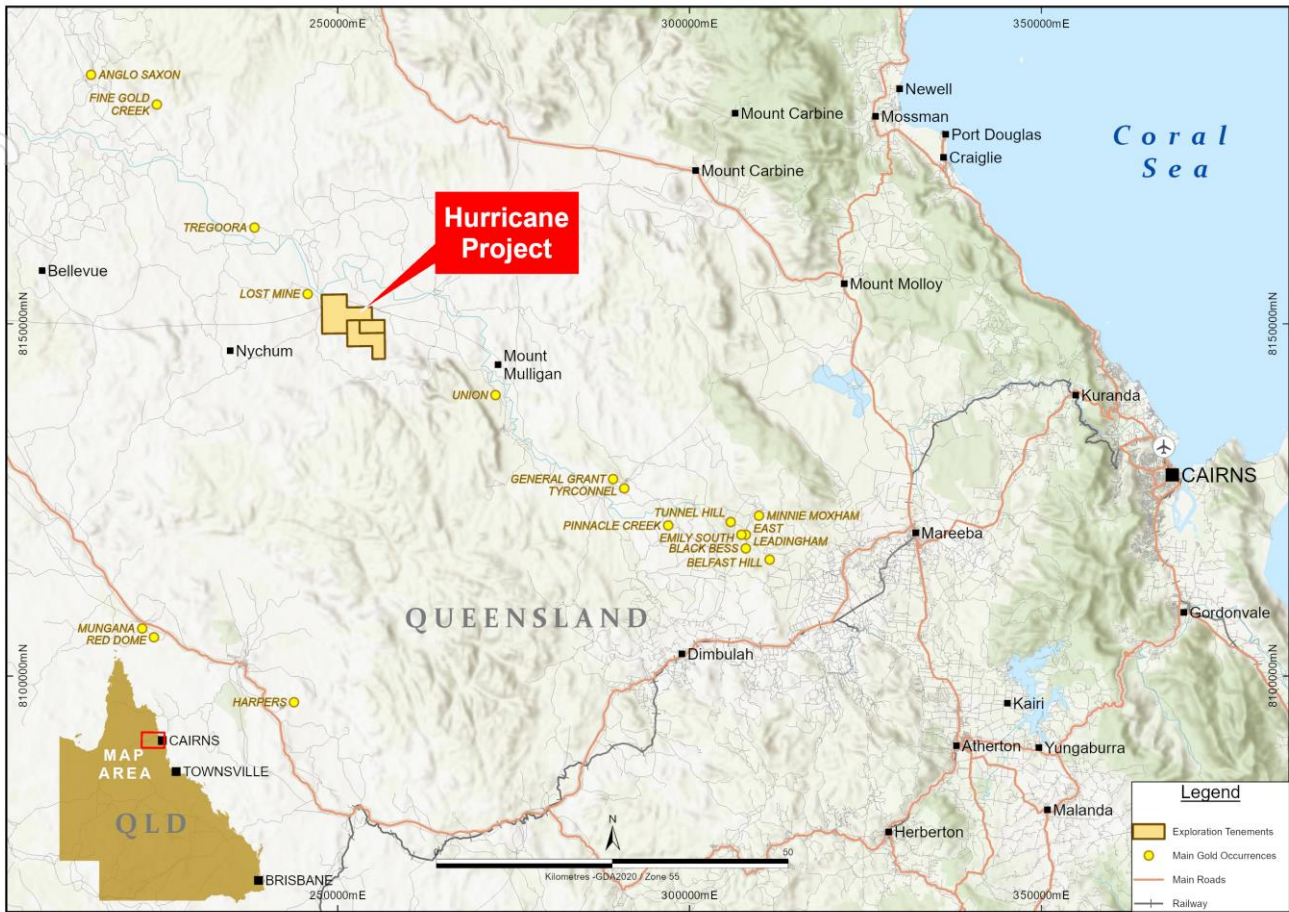 250000mE
300000mE
350000mE
ANGLO SAXON
FINE GOLD
CREEK
Newell
Mount Carbine
Mossman
Port Douglas
Craiglie
Coral
Sea
Mount Carbine
Hurricane
Project
TREGOORA
Bellevue
LOST MINE
Mount Molloy
8150000mN
8150000mN
Nychum
Mount
Mulligan
UNION
Kuranda
CAIRNS
GENERAL GRANT
TYRCONNEL
TUNNEL HILL
MINNIE MOXHAM
PINNACLE CREEK
EMILY SOUTH
EAST
LEADINGHAM
BLACK BESS
BELFAST HILL
Mareeba
QUEENSLAND
Gordonvale
MUNGANA
RED DOME
Dimbulah
8100000mN
8100000mN
HARPERS
Kairi
Atherton
Yungaburra
CAIRNS
MAP
AREA
TOWNSVILLE
QLD
BRISBANE
Malanda
Herberton
N
50
Kilometres -GDA2020 / Zone 55
Legend
Exploration Tenements
Main Gold Occurrences
Main Roads
Railway
250000mE
300000mE
350000mE